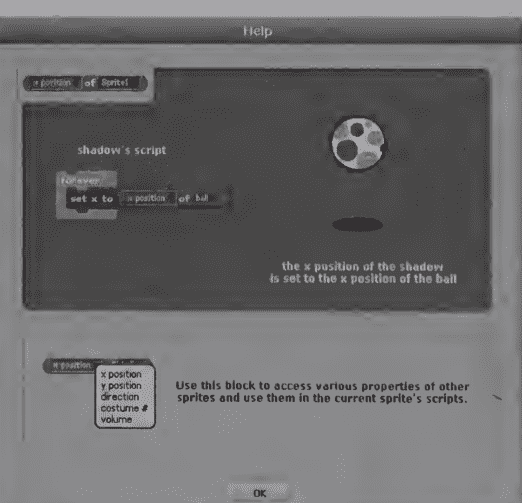 Help
x position of Sprite1
shadow's script
forever
set x to x position of ball
the x position of the shadow
is set to the x position of the ball
x position
x position
y position
direction
costume #
volume
Use this block to access various properties of other
sprites and use them in the current sprite's scripts.
OK